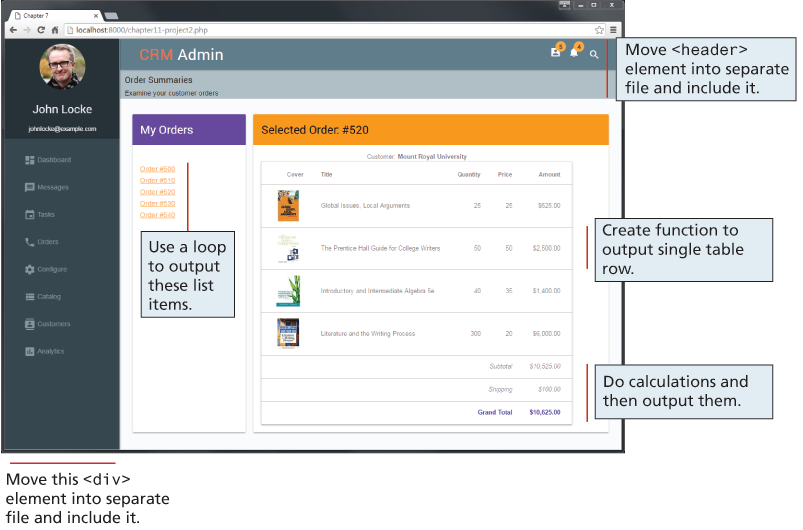 Chapter 7
localhost:8000/chapter11-project2.php
CRM Admin
5
4
John Locke
johnlocke@example.com
Dashboard
Messages
Tasks
Orders
Configure
Catalog
Customers
Analytics
Order Summaries
Examine your customer orders
My Orders
Order #500
Order #510
Order #520
Order #530
Order #540
Selected Order: #520
Customer: Mount Royal University
Cover Title Quantity Price Amount
Global Issues, Local Arguments 25 25 $625.00
The Prentice Hall Guide for College Writers 50 50 $2,500.00
Introductory and Intermediate Algebra 5e 40 35 $1,400.00
Literature and the Writing Process 300 20 $6,000.00
Subtotal $10,525.00
Shipping $100.00
Grand Total $10,625.00
Move <header>
element into separate
file and include it.
Use a loop
to output
these list
items.
Create function to
output single table
row.
Do calculations and
then output them.
Move this <div>
element into separate
file and include it.